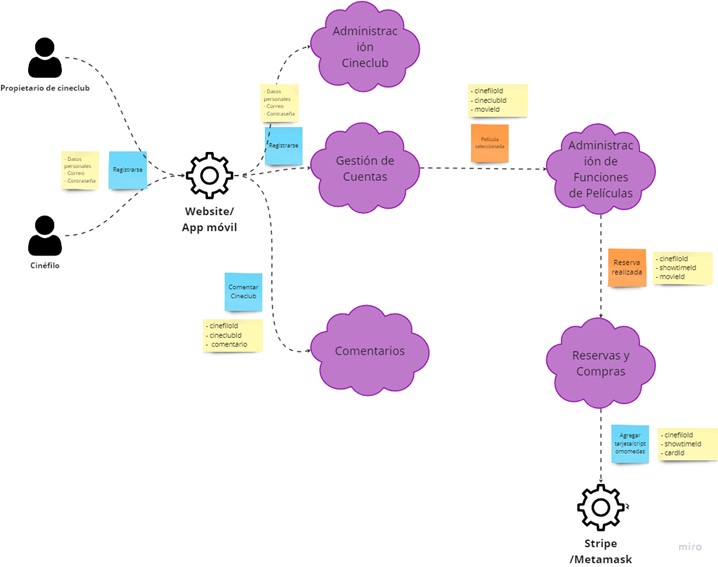 Administrac
ión
Cineclub
Propietario de cineclub
- Datos
personales
- Correo
- Contraseña
- cinefiloId
- cineclubId
- movieId
Registrarse
Película
seleccionada
- Datos
personales
- Correo
- Contraseña
Registrarse
Gestión de
Cuentas
Administrac
ión de
Funciones
de Películas
Website/
App móvil
Cinéfilo
Reserva
realizada
- cinefiloId
- showtimeId
- movieId
Comentar
Cineclub
- cinefiloId
- cineclubId
- comentario
Comentarios
Reservas y
Compras
Agregar
tarjeta/cript
omomedas
- cinefiloId
- showtimeId
- cardId
Stripe
/Metamask
miro